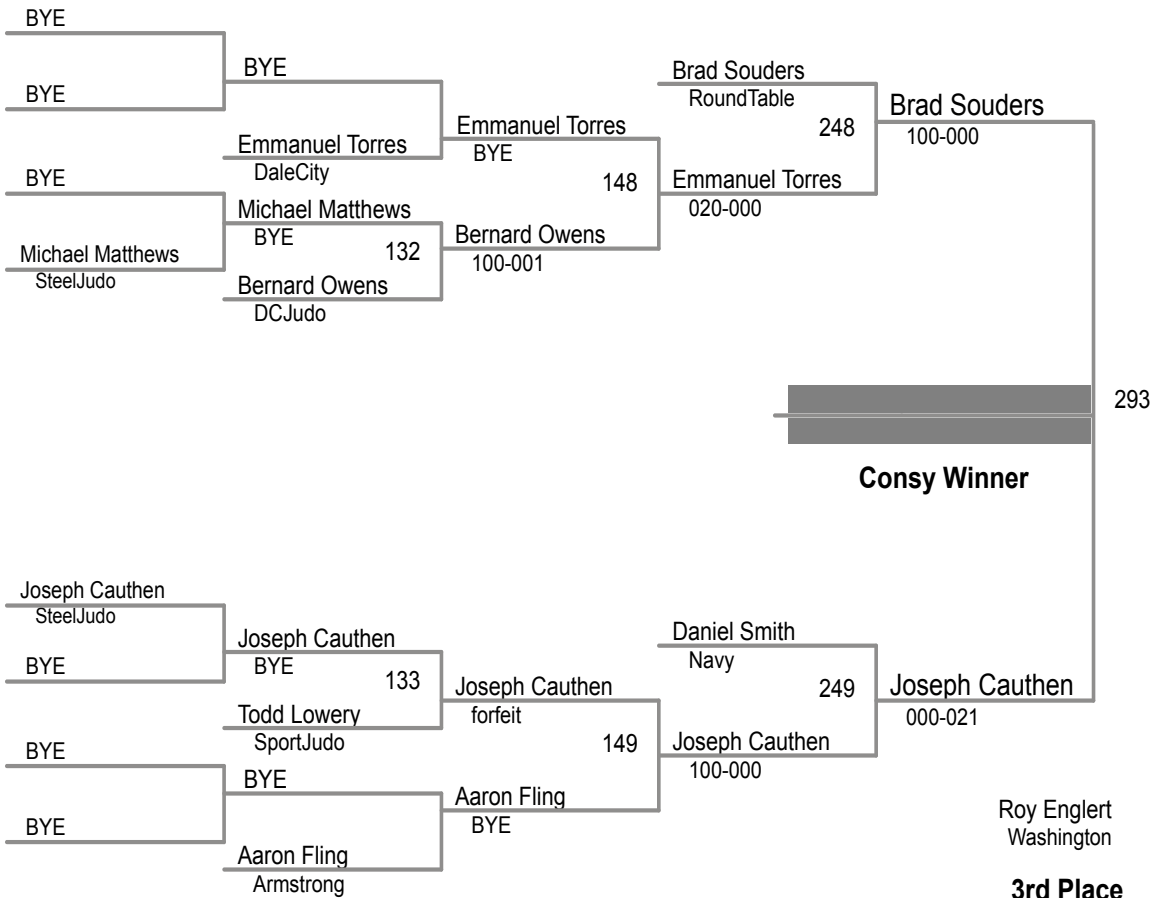 BYE
BYE
BYE
Emmanuel Torres
DaleCity
Emmanuel Torres
BYE
148
Brad Souders
RoundTable
248
Brad Souders
100-000
Emmanuel Torres
020-000
BYE
Michael Matthews
SteelJudo
Michael Matthews
BYE
132
Bernard Owens
DCJudo
Bernard Owens
100-001
293
Consy Winner
Joseph Cauthen
SteelJudo
BYE
Joseph Cauthen
BYE
133
Todd Lowery
SportJudo
Joseph Cauthen
forfeit
149
Daniel Smith
Navy
249
Joseph Cauthen
000-021
Joseph Cauthen
100-000
BYE
BYE
BYE
Aaron Fling
Armstrong
Aaron Fling
BYE
Roy Englert
Washington
3rd Place